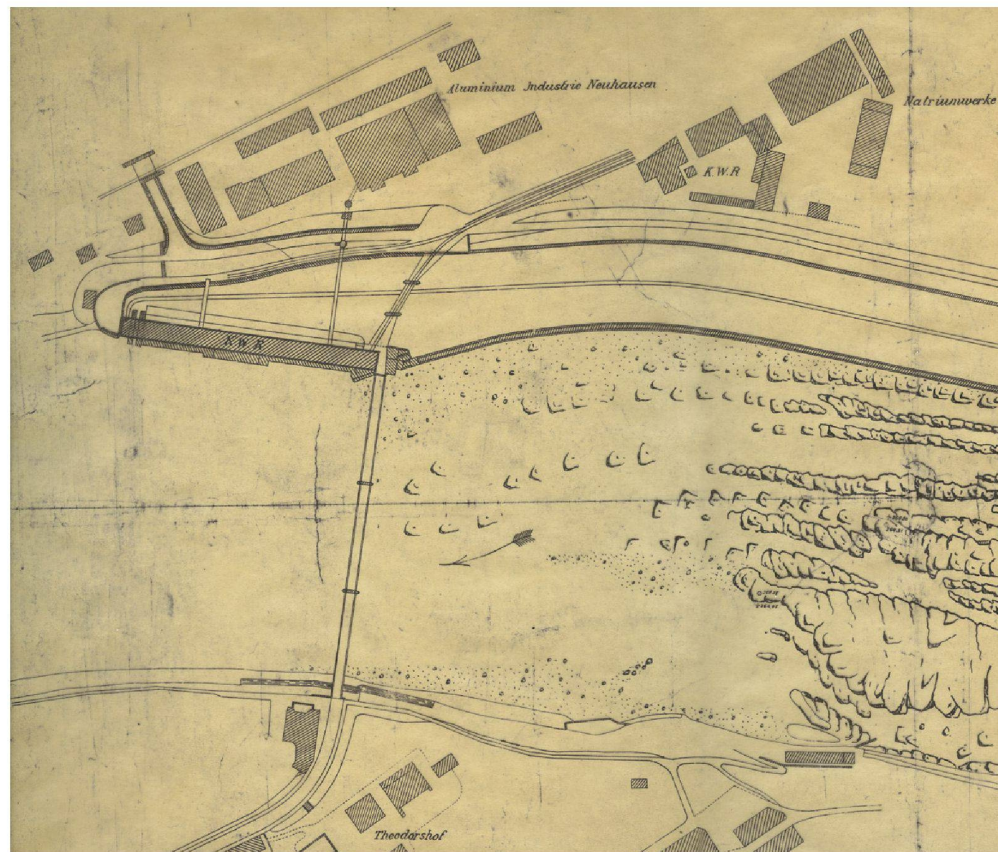 Aluminium Industrie Neuhausen
Natriumwerke
K.W.R
K.W.R.
Theodorshof